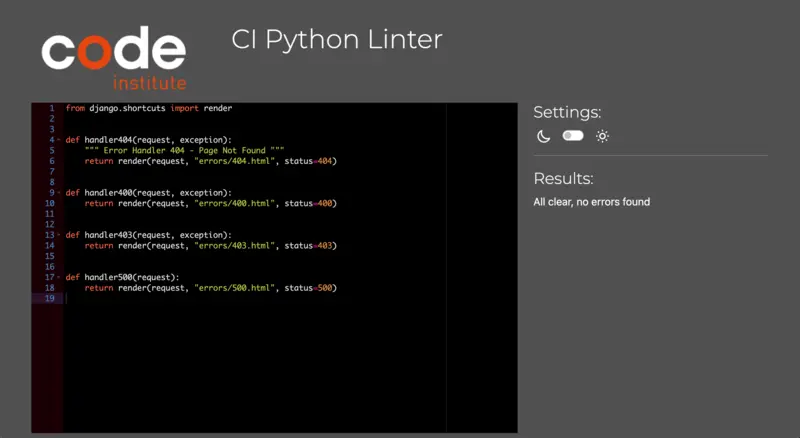 code
institute
CI Python Linter
1 from django.shortcuts import render
2
3
4 def handler404(request, exception):
5     """ Error Handler 404 - Page Not Found """
6     return render(request, "errors/404.html", status=404)
7
8
9 def handler400(request, exception):
10     return render(request, "errors/400.html", status=400)
11
12
13 def handler403(request, exception):
14     return render(request, "errors/403.html", status=403)
15
16
17 def handler500(request):
18     return render(request, "errors/500.html", status=500)
19
Settings:
Results:
All clear, no errors found